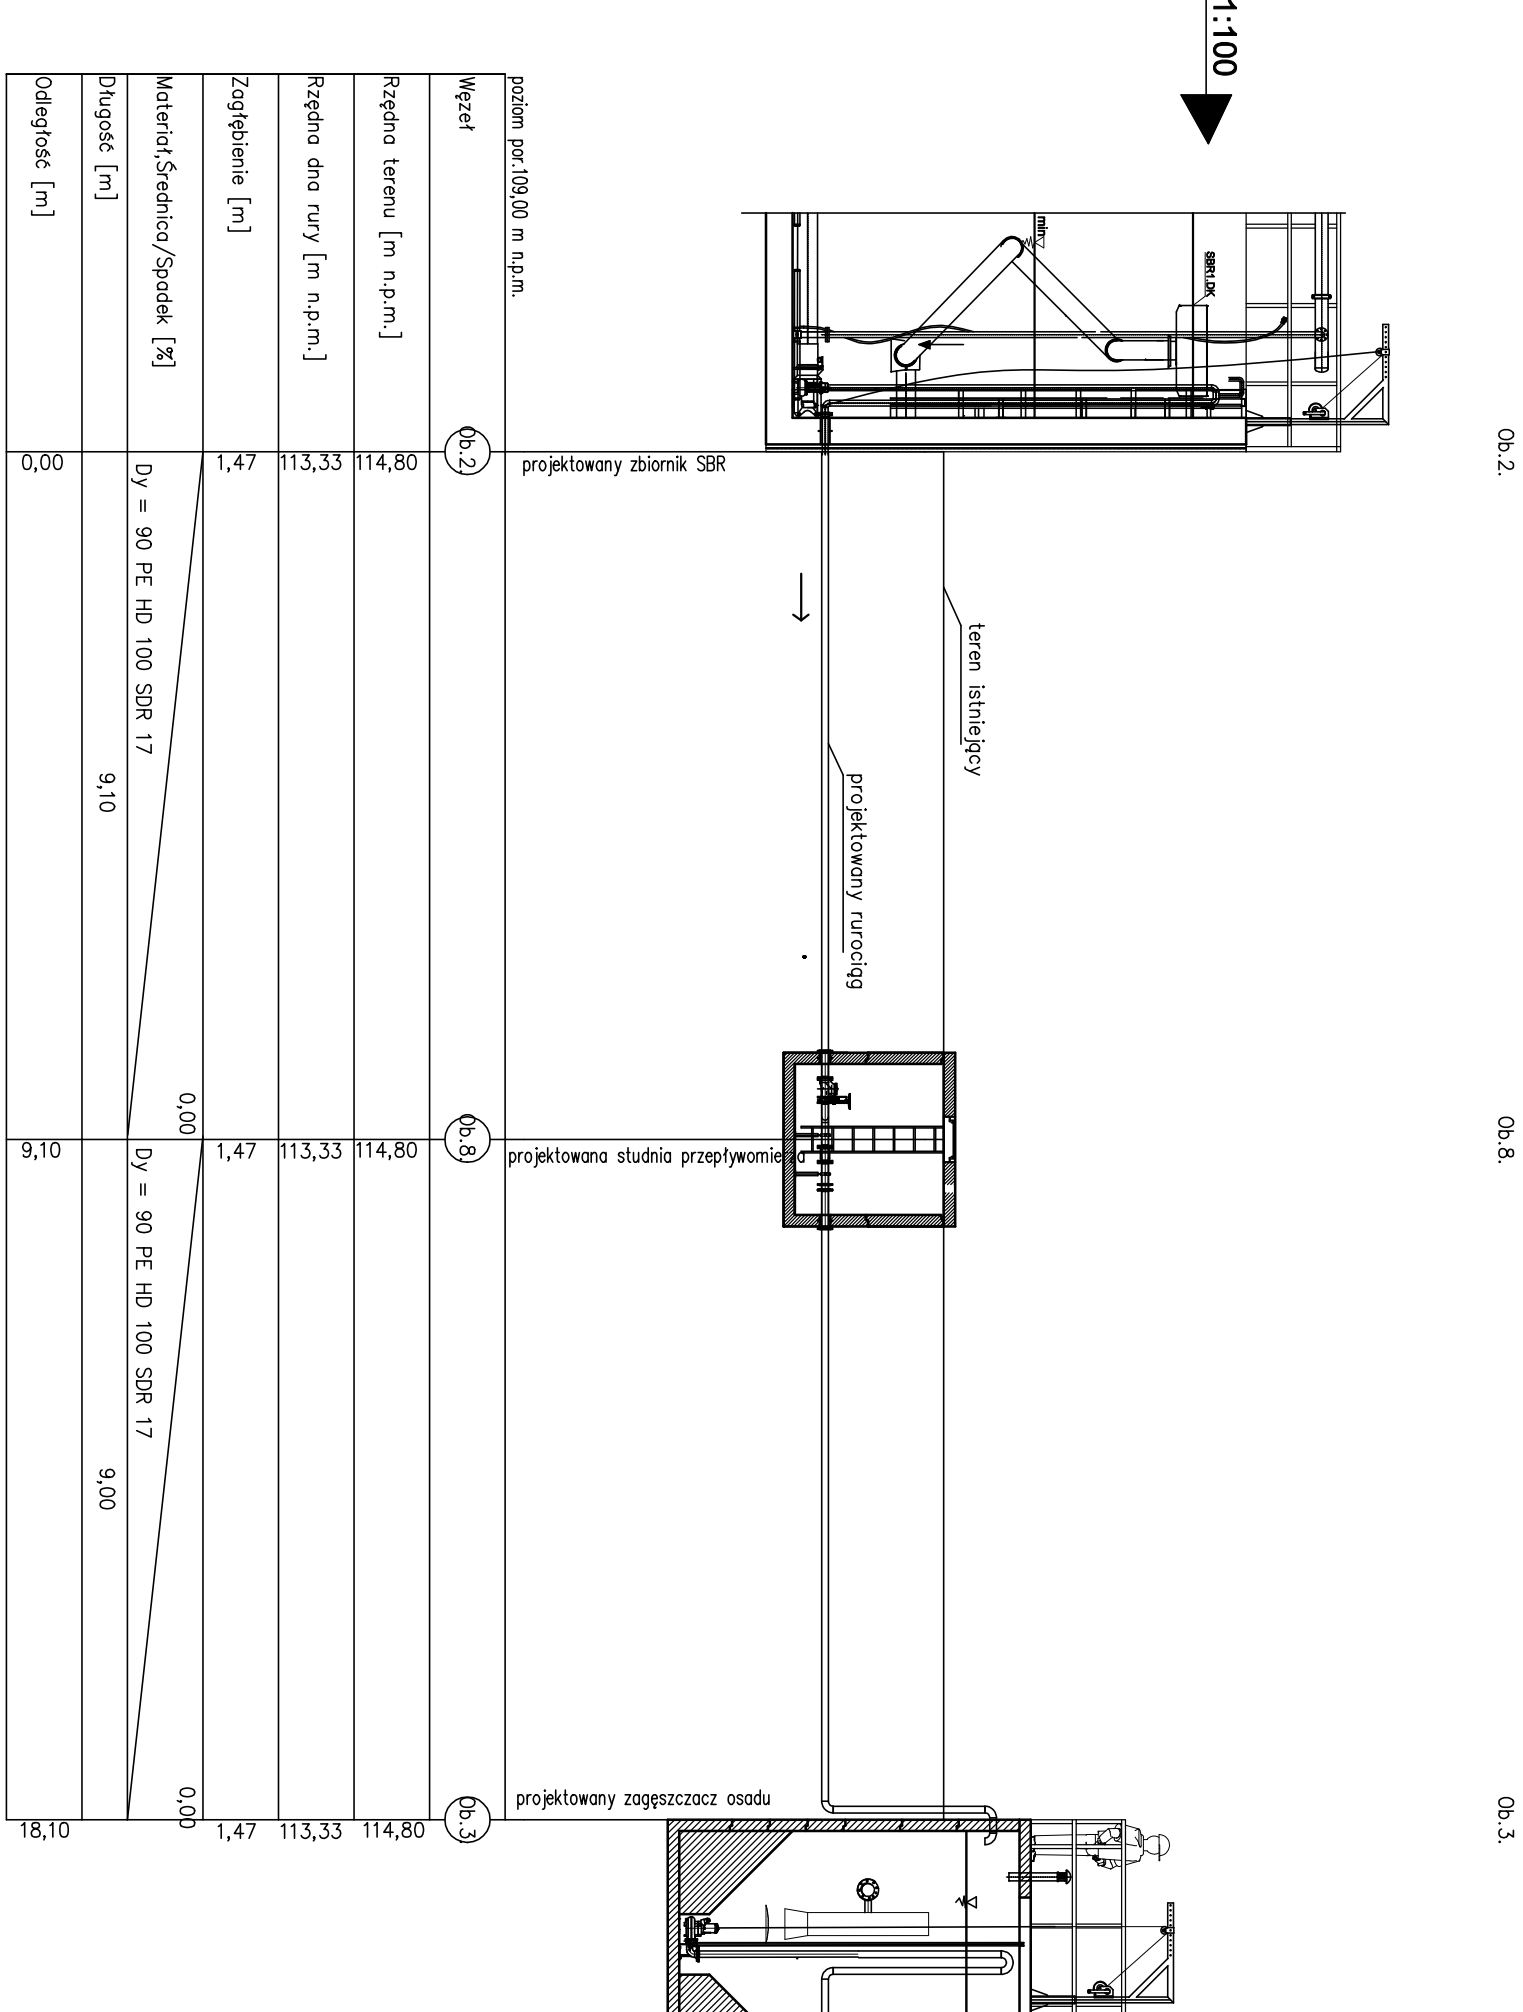 1:100
Ob.2.
Ob.8.
Ob.3.
SBR1.DK
min
teren istniejący
projektowany rurociąg
projektowany zbiornik SBR
projektowana studnia przepływomierza
projektowany zagęszczacz osadu
poziom por.109,00 m n.p.m.
Węzeł
Ob.2.
Ob.8.
Ob.3.
Rzędna terenu [m n.p.m.]
114,80
114,80
114,80
Rzędna dna rury [m n.p.m.]
113,33
113,33
113,33
Zagłębienie [m]
1,47
1,47
1,47
Materiał,Średnica/Spadek [%]
0,00
0,00
Dy = 90 PE HD 100 SDR 17
Dy = 90 PE HD 100 SDR 17
Długość [m]
9,10
9,00
Odległość [m]
0,00
9,10
18,10